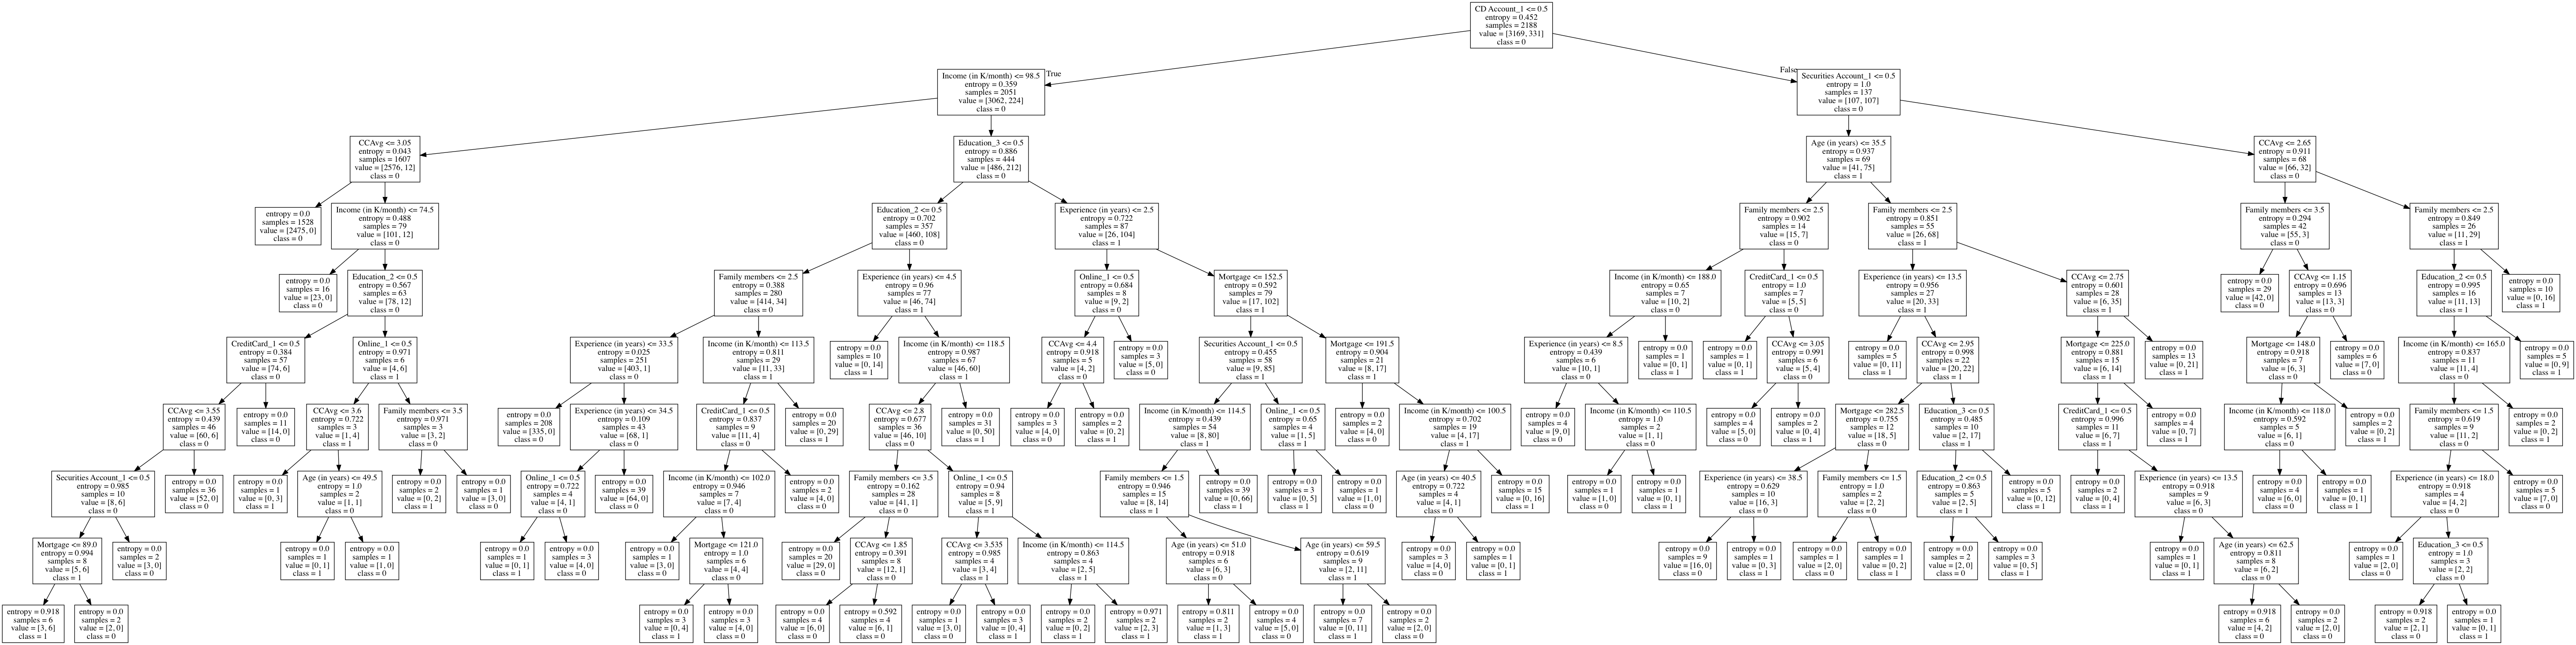 CD Account_1 <= 0.5
entropy = 0.452
samples = 2188
value = [3169, 331]
class = 0
True
False
Income (in K/month) <= 98.5
entropy = 0.359
samples = 2051
value = [3062, 224]
class = 0
Securities Account_1 <= 0.5
entropy = 1.0
samples = 137
value = [107, 107]
class = 0
CCAvg <= 3.05
entropy = 0.043
samples = 1607
value = [2576, 12]
class = 0
Education_3 <= 0.5
entropy = 0.886
samples = 444
value = [486, 212]
class = 0
Age (in years) <= 35.5
entropy = 0.937
samples = 69
value = [41, 75]
class = 1
CCAvg <= 2.65
entropy = 0.911
samples = 68
value = [66, 32]
class = 0
entropy = 0.0
samples = 1528
value = [2475, 0]
class = 0
Income (in K/month) <= 74.5
entropy = 0.488
samples = 79
value = [101, 12]
class = 0
Education_2 <= 0.5
entropy = 0.702
samples = 357
value = [460, 108]
class = 0
Experience (in years) <= 2.5
entropy = 0.722
samples = 87
value = [26, 104]
class = 1
Family members <= 2.5
entropy = 0.902
samples = 14
value = [15, 7]
class = 0
Family members <= 2.5
entropy = 0.851
samples = 55
value = [26, 68]
class = 1
Family members <= 3.5
entropy = 0.294
samples = 42
value = [55, 3]
class = 0
Family members <= 2.5
entropy = 0.849
samples = 26
value = [11, 29]
class = 1
entropy = 0.0
samples = 16
value = [23, 0]
class = 0
Education_2 <= 0.5
entropy = 0.567
samples = 63
value = [78, 12]
class = 0
Family members <= 2.5
entropy = 0.388
samples = 280
value = [414, 34]
class = 0
Experience (in years) <= 4.5
entropy = 0.96
samples = 77
value = [46, 74]
class = 1
Online_1 <= 0.5
entropy = 0.684
samples = 8
value = [9, 2]
class = 0
Mortgage <= 152.5
entropy = 0.592
samples = 79
value = [17, 102]
class = 1
Income (in K/month) <= 188.0
entropy = 0.65
samples = 7
value = [10, 2]
class = 0
CreditCard_1 <= 0.5
entropy = 1.0
samples = 7
value = [5, 5]
class = 0
Experience (in years) <= 13.5
entropy = 0.956
samples = 27
value = [20, 33]
class = 1
CCAvg <= 2.75
entropy = 0.601
samples = 28
value = [6, 35]
class = 1
entropy = 0.0
samples = 29
value = [42, 0]
class = 0
CCAvg <= 1.15
entropy = 0.696
samples = 13
value = [13, 3]
class = 0
Education_2 <= 0.5
entropy = 0.995
samples = 16
value = [11, 13]
class = 1
entropy = 0.0
samples = 10
value = [0, 16]
class = 1
CreditCard_1 <= 0.5
entropy = 0.384
samples = 57
value = [74, 6]
class = 0
Online_1 <= 0.5
entropy = 0.971
samples = 6
value = [4, 6]
class = 1
Experience (in years) <= 33.5
entropy = 0.025
samples = 251
value = [403, 1]
class = 0
Income (in K/month) <= 113.5
entropy = 0.811
samples = 29
value = [11, 33]
class = 1
entropy = 0.0
samples = 10
value = [0, 14]
class = 1
Income (in K/month) <= 118.5
entropy = 0.987
samples = 67
value = [46, 60]
class = 1
CCAvg <= 4.4
entropy = 0.918
samples = 5
value = [4, 2]
class = 0
entropy = 0.0
samples = 3
value = [5, 0]
class = 0
Securities Account_1 <= 0.5
entropy = 0.455
samples = 58
value = [9, 85]
class = 1
Mortgage <= 191.5
entropy = 0.904
samples = 21
value = [8, 17]
class = 1
Experience (in years) <= 8.5
entropy = 0.439
samples = 6
value = [10, 1]
class = 0
entropy = 0.0
samples = 1
value = [0, 1]
class = 1
entropy = 0.0
samples = 1
value = [0, 1]
class = 1
CCAvg <= 3.05
entropy = 0.991
samples = 6
value = [5, 4]
class = 0
entropy = 0.0
samples = 5
value = [0, 11]
class = 1
CCAvg <= 2.95
entropy = 0.998
samples = 22
value = [20, 22]
class = 1
Mortgage <= 225.0
entropy = 0.881
samples = 15
value = [6, 14]
class = 1
entropy = 0.0
samples = 13
value = [0, 21]
class = 1
Mortgage <= 148.0
entropy = 0.918
samples = 7
value = [6, 3]
class = 0
entropy = 0.0
samples = 6
value = [7, 0]
class = 0
Income (in K/month) <= 165.0
entropy = 0.837
samples = 11
value = [11, 4]
class = 0
entropy = 0.0
samples = 5
value = [0, 9]
class = 1
CCAvg <= 3.55
entropy = 0.439
samples = 46
value = [60, 6]
class = 0
entropy = 0.0
samples = 11
value = [14, 0]
class = 0
CCAvg <= 3.6
entropy = 0.722
samples = 3
value = [1, 4]
class = 1
Family members <= 3.5
entropy = 0.971
samples = 3
value = [3, 2]
class = 0
entropy = 0.0
samples = 208
value = [335, 0]
class = 0
Experience (in years) <= 34.5
entropy = 0.109
samples = 43
value = [68, 1]
class = 0
CreditCard_1 <= 0.5
entropy = 0.837
samples = 9
value = [11, 4]
class = 0
entropy = 0.0
samples = 20
value = [0, 29]
class = 1
CCAvg <= 2.8
entropy = 0.677
samples = 36
value = [46, 10]
class = 0
entropy = 0.0
samples = 31
value = [0, 50]
class = 1
entropy = 0.0
samples = 3
value = [4, 0]
class = 0
entropy = 0.0
samples = 2
value = [0, 2]
class = 1
Income (in K/month) <= 114.5
entropy = 0.439
samples = 54
value = [8, 80]
class = 1
Online_1 <= 0.5
entropy = 0.65
samples = 4
value = [1, 5]
class = 1
entropy = 0.0
samples = 2
value = [4, 0]
class = 0
Income (in K/month) <= 100.5
entropy = 0.702
samples = 19
value = [4, 17]
class = 1
entropy = 0.0
samples = 4
value = [9, 0]
class = 0
Income (in K/month) <= 110.5
entropy = 1.0
samples = 2
value = [1, 1]
class = 0
entropy = 0.0
samples = 4
value = [5, 0]
class = 0
entropy = 0.0
samples = 2
value = [0, 4]
class = 1
Mortgage <= 282.5
entropy = 0.755
samples = 12
value = [18, 5]
class = 0
Education_3 <= 0.5
entropy = 0.485
samples = 10
value = [2, 17]
class = 1
CreditCard_1 <= 0.5
entropy = 0.996
samples = 11
value = [6, 7]
class = 1
entropy = 0.0
samples = 4
value = [0, 7]
class = 1
Income (in K/month) <= 118.0
entropy = 0.592
samples = 5
value = [6, 1]
class = 0
entropy = 0.0
samples = 2
value = [0, 2]
class = 1
Family members <= 1.5
entropy = 0.619
samples = 9
value = [11, 2]
class = 0
entropy = 0.0
samples = 2
value = [0, 2]
class = 1
Securities Account_1 <= 0.5
entropy = 0.985
samples = 10
value = [8, 6]
class = 0
entropy = 0.0
samples = 36
value = [52, 0]
class = 0
entropy = 0.0
samples = 1
value = [0, 3]
class = 1
Age (in years) <= 49.5
entropy = 1.0
samples = 2
value = [1, 1]
class = 0
entropy = 0.0
samples = 2
value = [0, 2]
class = 1
entropy = 0.0
samples = 1
value = [3, 0]
class = 0
Online_1 <= 0.5
entropy = 0.722
samples = 4
value = [4, 1]
class = 0
entropy = 0.0
samples = 39
value = [64, 0]
class = 0
Income (in K/month) <= 102.0
entropy = 0.946
samples = 7
value = [7, 4]
class = 0
entropy = 0.0
samples = 2
value = [4, 0]
class = 0
Family members <= 3.5
entropy = 0.162
samples = 28
value = [41, 1]
class = 0
Online_1 <= 0.5
entropy = 0.94
samples = 8
value = [5, 9]
class = 1
Family members <= 1.5
entropy = 0.946
samples = 15
value = [8, 14]
class = 1
entropy = 0.0
samples = 39
value = [0, 66]
class = 1
entropy = 0.0
samples = 3
value = [0, 5]
class = 1
entropy = 0.0
samples = 1
value = [1, 0]
class = 0
Age (in years) <= 40.5
entropy = 0.722
samples = 4
value = [4, 1]
class = 0
entropy = 0.0
samples = 15
value = [0, 16]
class = 1
entropy = 0.0
samples = 1
value = [1, 0]
class = 0
entropy = 0.0
samples = 1
value = [0, 1]
class = 1
Experience (in years) <= 38.5
entropy = 0.629
samples = 10
value = [16, 3]
class = 0
Family members <= 1.5
entropy = 1.0
samples = 2
value = [2, 2]
class = 0
Education_2 <= 0.5
entropy = 0.863
samples = 5
value = [2, 5]
class = 1
entropy = 0.0
samples = 5
value = [0, 12]
class = 1
entropy = 0.0
samples = 2
value = [0, 4]
class = 1
Experience (in years) <= 13.5
entropy = 0.918
samples = 9
value = [6, 3]
class = 0
entropy = 0.0
samples = 4
value = [6, 0]
class = 0
entropy = 0.0
samples = 1
value = [0, 1]
class = 1
Experience (in years) <= 18.0
entropy = 0.918
samples = 4
value = [4, 2]
class = 0
entropy = 0.0
samples = 5
value = [7, 0]
class = 0
Mortgage <= 89.0
entropy = 0.994
samples = 8
value = [5, 6]
class = 1
entropy = 0.0
samples = 2
value = [3, 0]
class = 0
entropy = 0.0
samples = 1
value = [0, 1]
class = 1
entropy = 0.0
samples = 1
value = [1, 0]
class = 0
entropy = 0.0
samples = 1
value = [0, 1]
class = 1
entropy = 0.0
samples = 3
value = [4, 0]
class = 0
entropy = 0.0
samples = 1
value = [3, 0]
class = 0
Mortgage <= 121.0
entropy = 1.0
samples = 6
value = [4, 4]
class = 0
entropy = 0.0
samples = 20
value = [29, 0]
class = 0
CCAvg <= 1.85
entropy = 0.391
samples = 8
value = [12, 1]
class = 0
CCAvg <= 3.535
entropy = 0.985
samples = 4
value = [3, 4]
class = 1
Income (in K/month) <= 114.5
entropy = 0.863
samples = 4
value = [2, 5]
class = 1
Age (in years) <= 51.0
entropy = 0.918
samples = 6
value = [6, 3]
class = 0
Age (in years) <= 59.5
entropy = 0.619
samples = 9
value = [2, 11]
class = 1
entropy = 0.0
samples = 3
value = [4, 0]
class = 0
entropy = 0.0
samples = 1
value = [0, 1]
class = 1
entropy = 0.0
samples = 9
value = [16, 0]
class = 0
entropy = 0.0
samples = 1
value = [0, 3]
class = 1
entropy = 0.0
samples = 1
value = [2, 0]
class = 0
entropy = 0.0
samples = 1
value = [0, 2]
class = 1
entropy = 0.0
samples = 2
value = [2, 0]
class = 0
entropy = 0.0
samples = 3
value = [0, 5]
class = 1
entropy = 0.0
samples = 1
value = [0, 1]
class = 1
Age (in years) <= 62.5
entropy = 0.811
samples = 8
value = [6, 2]
class = 0
entropy = 0.0
samples = 1
value = [2, 0]
class = 0
Education_3 <= 0.5
entropy = 1.0
samples = 3
value = [2, 2]
class = 0
entropy = 0.918
samples = 6
value = [3, 6]
class = 1
entropy = 0.0
samples = 2
value = [2, 0]
class = 0
entropy = 0.0
samples = 3
value = [0, 4]
class = 1
entropy = 0.0
samples = 3
value = [4, 0]
class = 0
entropy = 0.0
samples = 4
value = [6, 0]
class = 0
entropy = 0.592
samples = 4
value = [6, 1]
class = 0
entropy = 0.0
samples = 1
value = [3, 0]
class = 0
entropy = 0.0
samples = 3
value = [0, 4]
class = 1
entropy = 0.0
samples = 2
value = [0, 2]
class = 1
entropy = 0.971
samples = 2
value = [2, 3]
class = 1
entropy = 0.811
samples = 2
value = [1, 3]
class = 1
entropy = 0.0
samples = 4
value = [5, 0]
class = 0
entropy = 0.0
samples = 7
value = [0, 11]
class = 1
entropy = 0.0
samples = 2
value = [2, 0]
class = 0
entropy = 0.918
samples = 6
value = [4, 2]
class = 0
entropy = 0.0
samples = 2
value = [2, 0]
class = 0
entropy = 0.918
samples = 2
value = [2, 1]
class = 0
entropy = 0.0
samples = 1
value = [0, 1]
class = 1